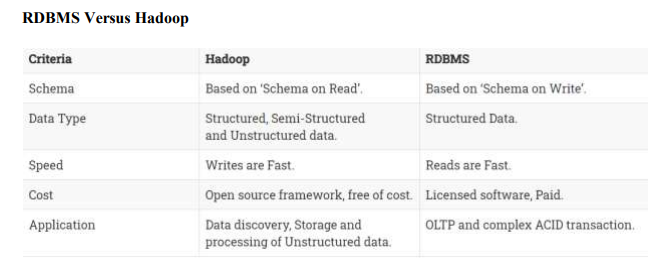 RDBMS Versus Hadoop
Criteria Hadoop RDBMS
Schema Based on ‘Schema on Read’. Based on ‘Schema on Write’.
Data Type Structured, Semi-Structured Structured Data.
and Unstructured data.
Speed Writes are Fast. Reads are Fast.
Cost Open source framework, free of cost. Licensed software, Paid.
Application Data discovery, Storage and OLTP and complex ACID transaction.
processing of Unstructured data.